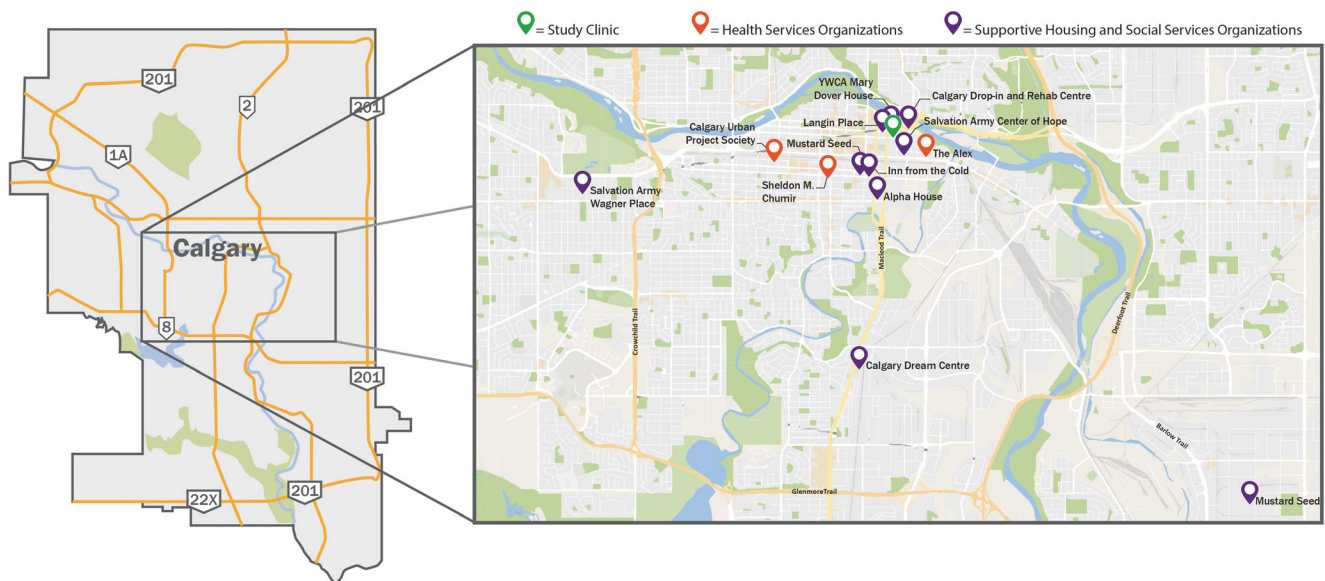 = Study Clinic
= Health Services Organizations
= Supportive Housing and Social Services Organizations
201
2
201
1A
Calgary
8
201
22X
201
YWCA Mary
Dover House
Calgary Drop-in and Rehab Centre
Langin Place
Salvation Army Center of Hope
Calgary Urban
Project Society
Mustard Seed
The Alex
Inn from the Cold
Sheldon M.
Chumir
Salvation Army
Wagner Place
Alpha House
Macleod Trail
Crowchild Trail
Deerfoot Trail
Calgary Dream Centre
Barlow Trail
GlenmoreTrail
Mustard Seed